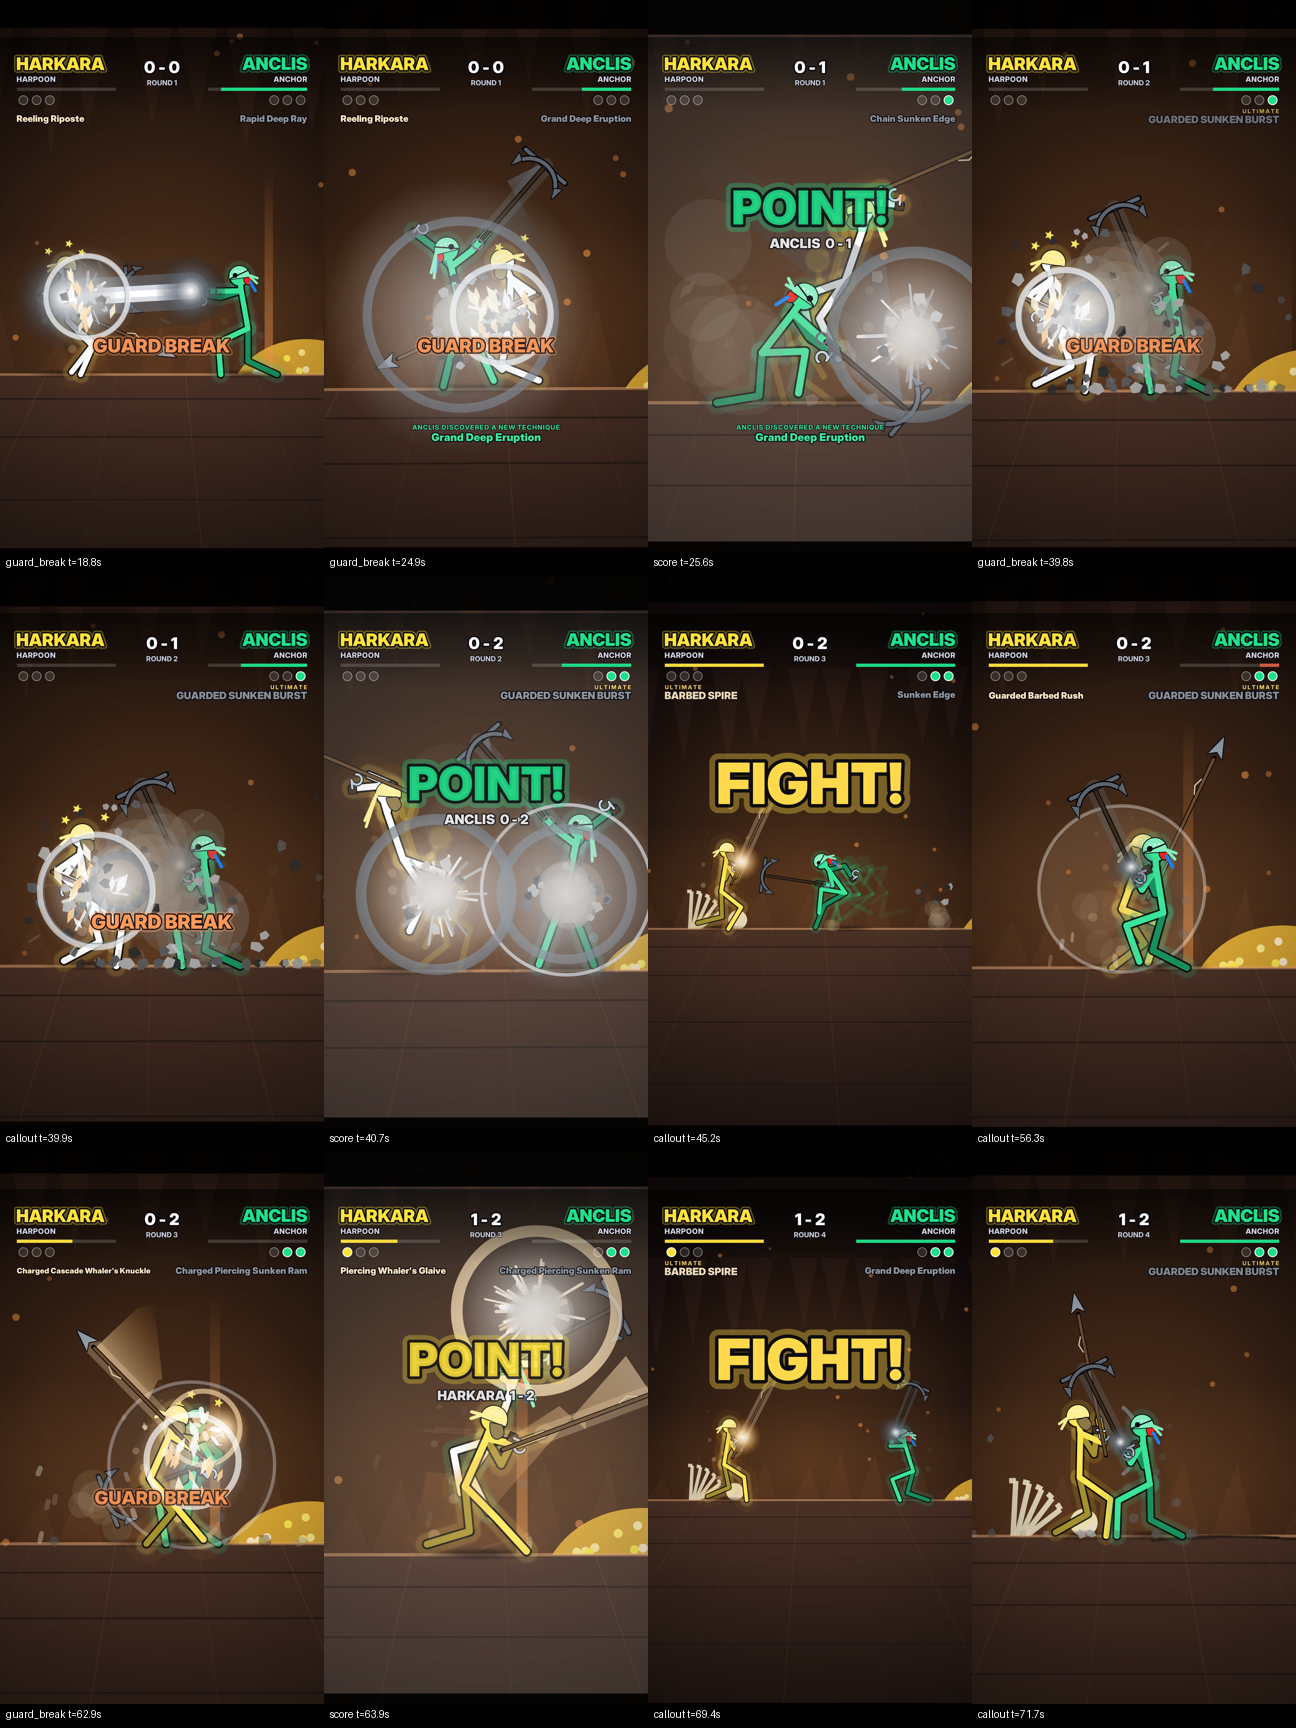 HARKARA 0-0 ANCLIS
HARPOON ROUND 1 ANCHOR
Reeling Riposte Rapid Deep Ray
GUARD BREAK
guard_break t=18.8s
HARKARA 0-0 ANCLIS
HARPOON ROUND 1 ANCHOR
Reeling Riposte Grand Deep Eruption
GUARD BREAK
ANCLIS DISCOVERED A NEW TECHNIQUE
Grand Deep Eruption
guard_break t=24.9s
HARKARA 0-1 ANCLIS
HARPOON ROUND 1 ANCHOR
Chain Sunken Edge
POINT!
ANCLIS 0-1
ANCLIS DISCOVERED A NEW TECHNIQUE
Grand Deep Eruption
score t=25.6s
HARKARA 0-1 ANCLIS
HARPOON ROUND 2 ANCHOR
ULTIMATE
GUARDED SUNKEN BURST
GUARD BREAK
guard_break t=39.8s
HARKARA 0-1 ANCLIS
HARPOON ROUND 2 ANCHOR
ULTIMATE
GUARDED SUNKEN BURST
GUARD BREAK
callout t=39.9s
HARKARA 0-2 ANCLIS
HARPOON ROUND 2 ANCHOR
ULTIMATE
GUARDED SUNKEN BURST
POINT!
ANCLIS 0-2
score t=40.7s
HARKARA 0-2 ANCLIS
HARPOON ROUND 3 ANCHOR
ULTIMATE
BARBED SPIRE Sunken Edge
FIGHT!
callout t=45.2s
HARKARA 0-2 ANCLIS
HARPOON ROUND 3 ANCHOR
ULTIMATE
Guarded Barbed Rush GUARDED SUNKEN BURST
callout t=56.3s
HARKARA 0-2 ANCLIS
HARPOON ROUND 3 ANCHOR
Charged Cascade Whaler's Knuckle Charged Piercing Sunken Ram
GUARD BREAK
guard_break t=62.9s
HARKARA 1-2 ANCLIS
HARPOON ROUND 3 ANCHOR
Piercing Whaler's Glaive Charged Piercing Sunken Ram
POINT!
HARKARA 1-2
score t=63.9s
HARKARA 1-2 ANCLIS
HARPOON ROUND 4 ANCHOR
ULTIMATE
BARBED SPIRE Grand Deep Eruption
FIGHT!
callout t=69.4s
HARKARA 1-2 ANCLIS
HARPOON ROUND 4 ANCHOR
ULTIMATE
GUARDED SUNKEN BURST
callout t=71.7s